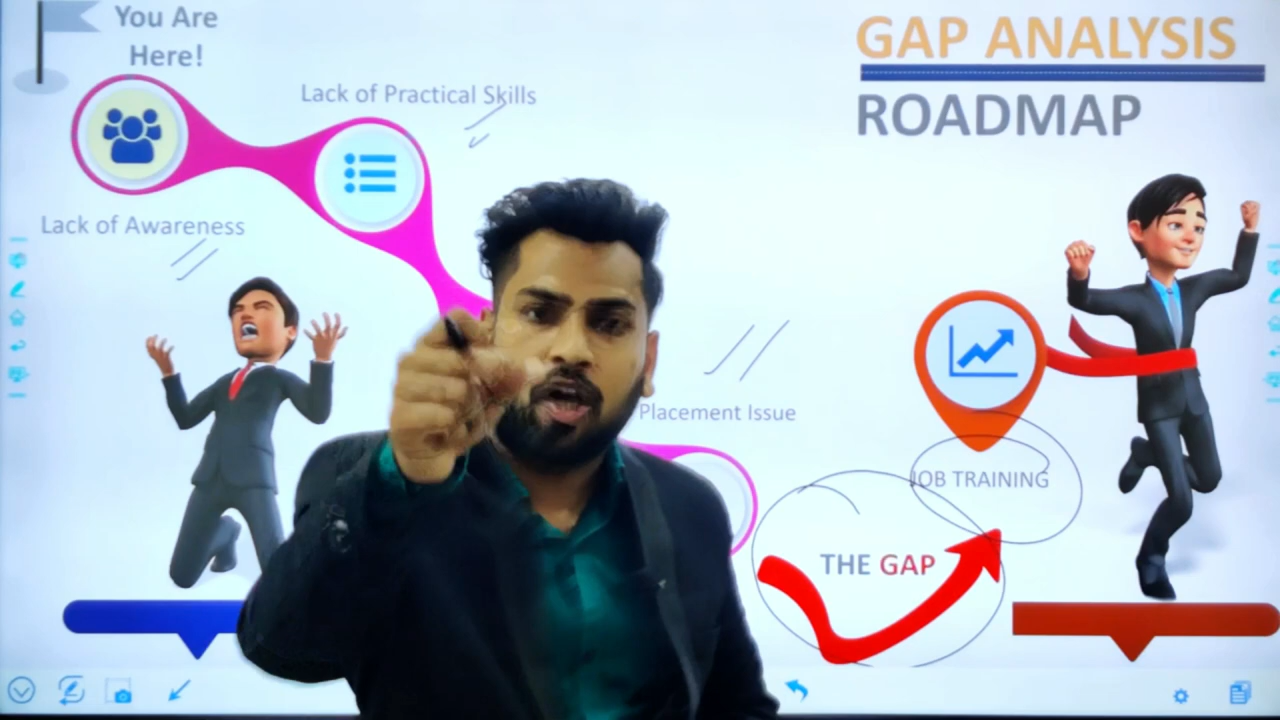 You Are
Here!
GAP ANALYSIS
ROADMAP
Lack of Practical Skills
Lack of Awareness
Placement Issue
JOB TRAINING
THE GAP